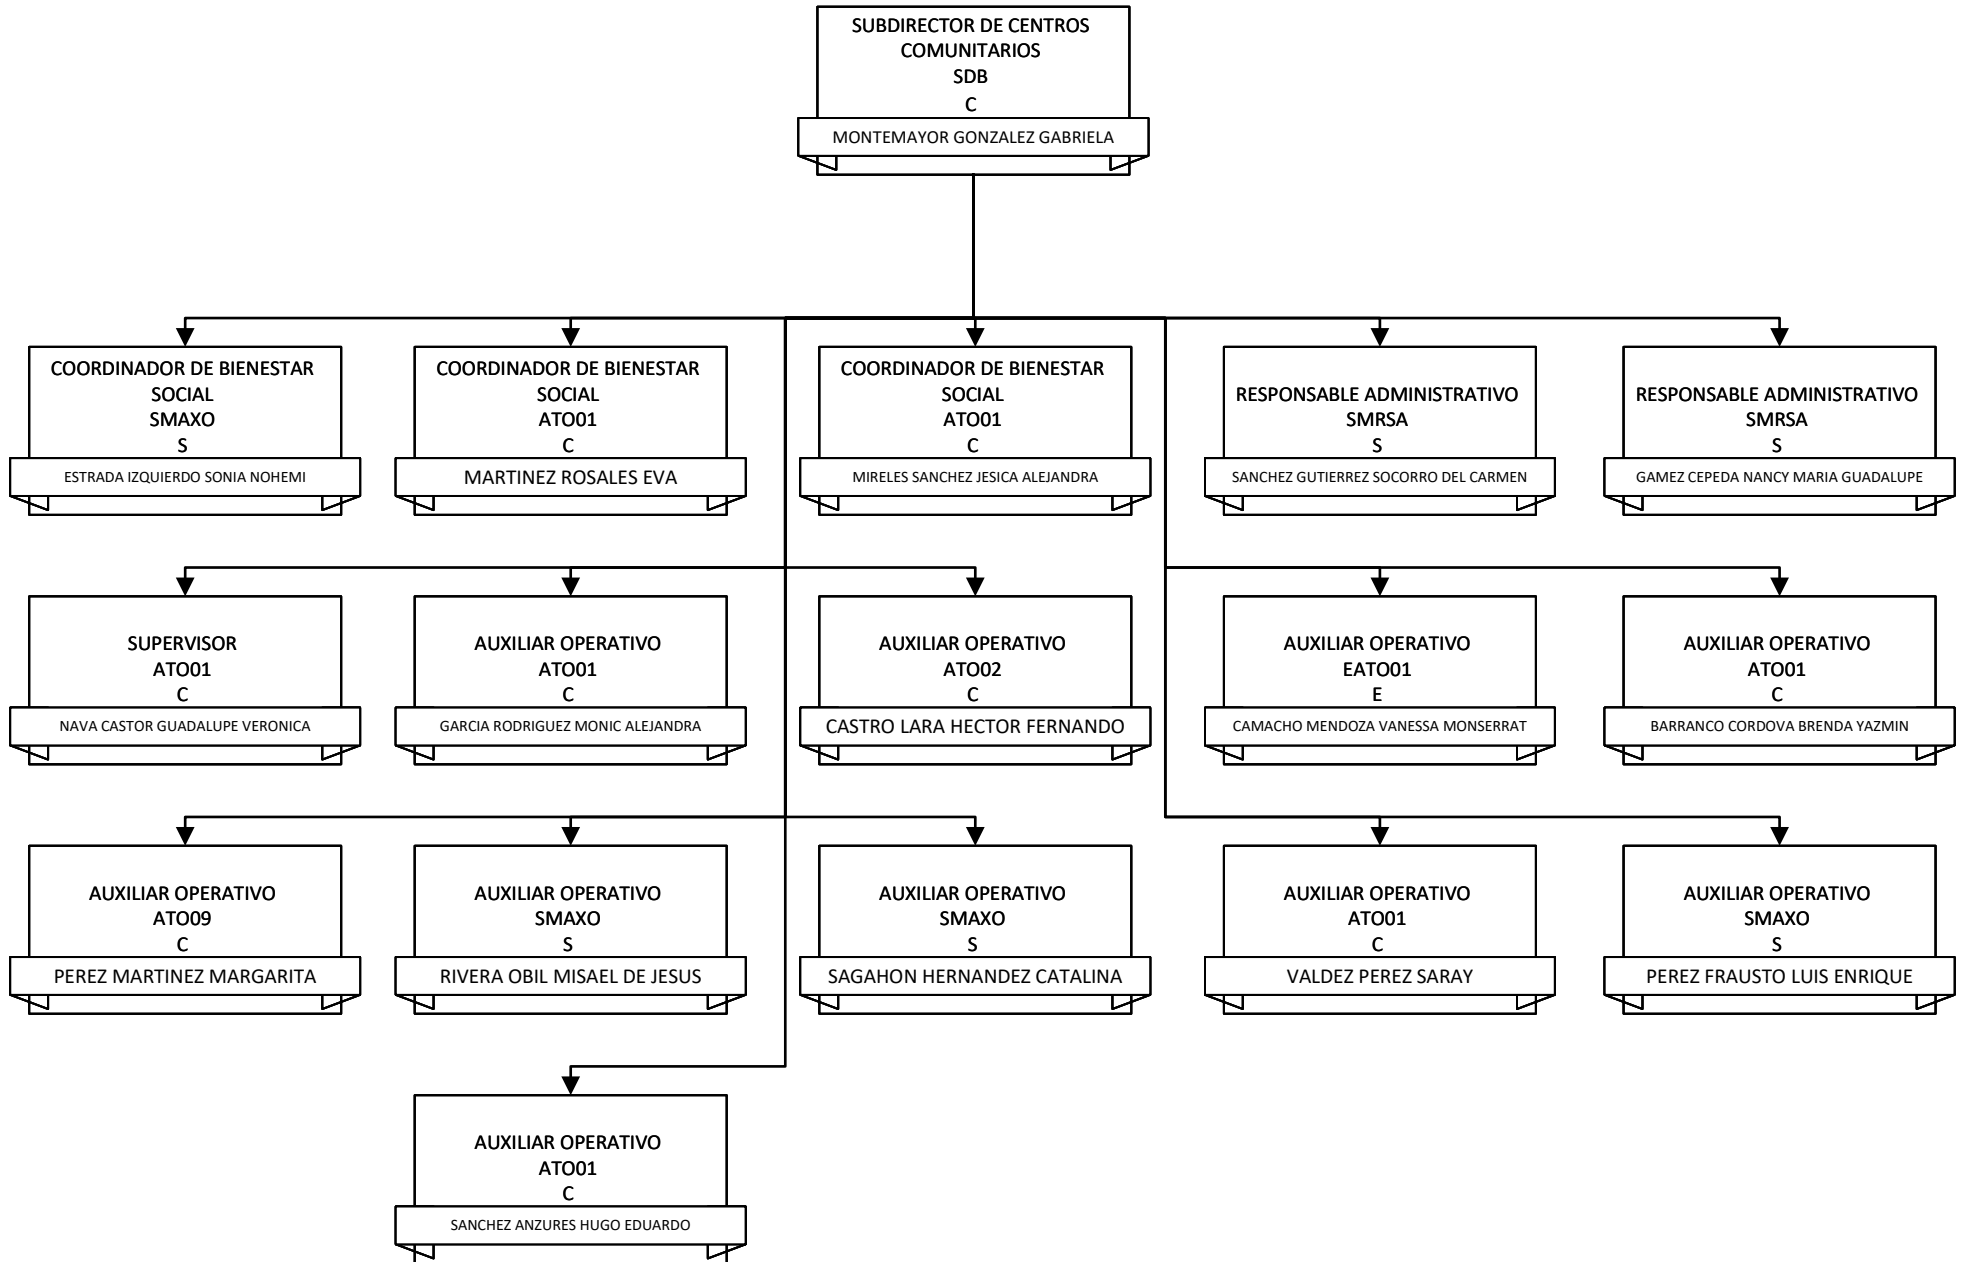 SUBDIRECTOR DE CENTROS
COMUNITARIOS
SDB
C
MONTEMAYOR GONZALEZ GABRIELA
COORDINADOR DE BIENESTAR
SOCIAL
SMAXO
S
ESTRADA IZQUIERDO SONIA NOHEMI
COORDINADOR DE BIENESTAR
SOCIAL
ATO01
C
MARTINEZ ROSALES EVA
COORDINADOR DE BIENESTAR
SOCIAL
ATO01
C
MIRELES SANCHEZ JESICA ALEJANDRA
RESPONSABLE ADMINISTRATIVO
SMRSA
S
SANCHEZ GUTIERREZ SOCORRO DEL CARMEN
RESPONSABLE ADMINISTRATIVO
SMRSA
S
GAMEZ CEPEDA NANCY MARIA GUADALUPE
SUPERVISOR
ATO01
C
NAVA CASTOR GUADALUPE VERONICA
AUXILIAR OPERATIVO
ATO01
C
GARCIA RODRIGUEZ MONIC ALEJANDRA
AUXILIAR OPERATIVO
ATO02
C
CASTRO LARA HECTOR FERNANDO
AUXILIAR OPERATIVO
EATO01
E
CAMACHO MENDOZA VANESSA MONSERRAT
AUXILIAR OPERATIVO
ATO01
C
BARRANCO CORDOVA BRENDA YAZMIN
AUXILIAR OPERATIVO
ATO09
C
PEREZ MARTINEZ MARGARITA
AUXILIAR OPERATIVO
SMAXO
S
RIVERA OBIL MISAEL DE JESUS
AUXILIAR OPERATIVO
SMAXO
S
SAGAHON HERNANDEZ CATALINA
AUXILIAR OPERATIVO
ATO01
C
VALDEZ PEREZ SARAY
AUXILIAR OPERATIVO
SMAXO
S
PEREZ FRAUSTO LUIS ENRIQUE
AUXILIAR OPERATIVO
ATO01
C
SANCHEZ ANZURES HUGO EDUARDO